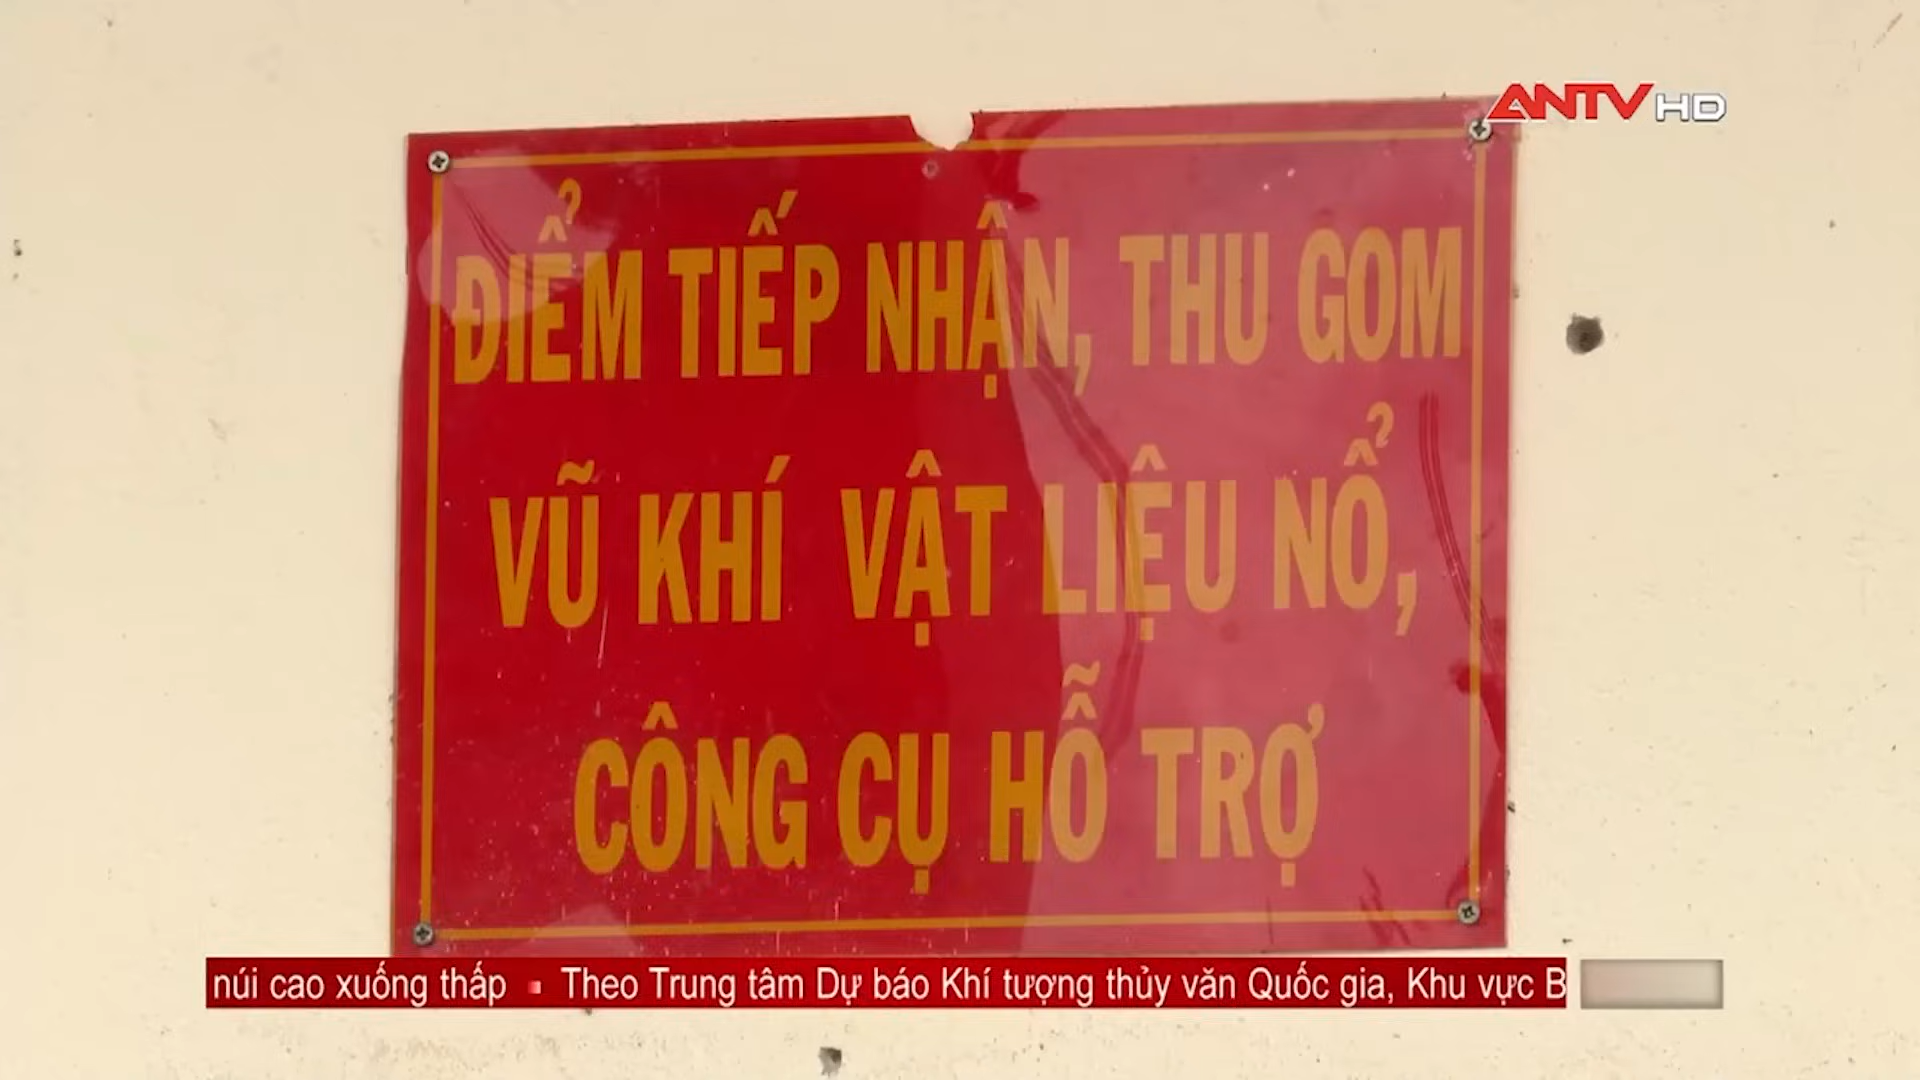 ANTV HD
ĐIỂM TIẾP NHẬN, THU GOM
VŨ KHÍ VẬT LIỆU NỔ,
CÔNG CỤ HỖ TRỢ
núi cao xuống thấp ▪ Theo Trung tâm Dự báo Khí tượng thủy văn Quốc gia, Khu vực B